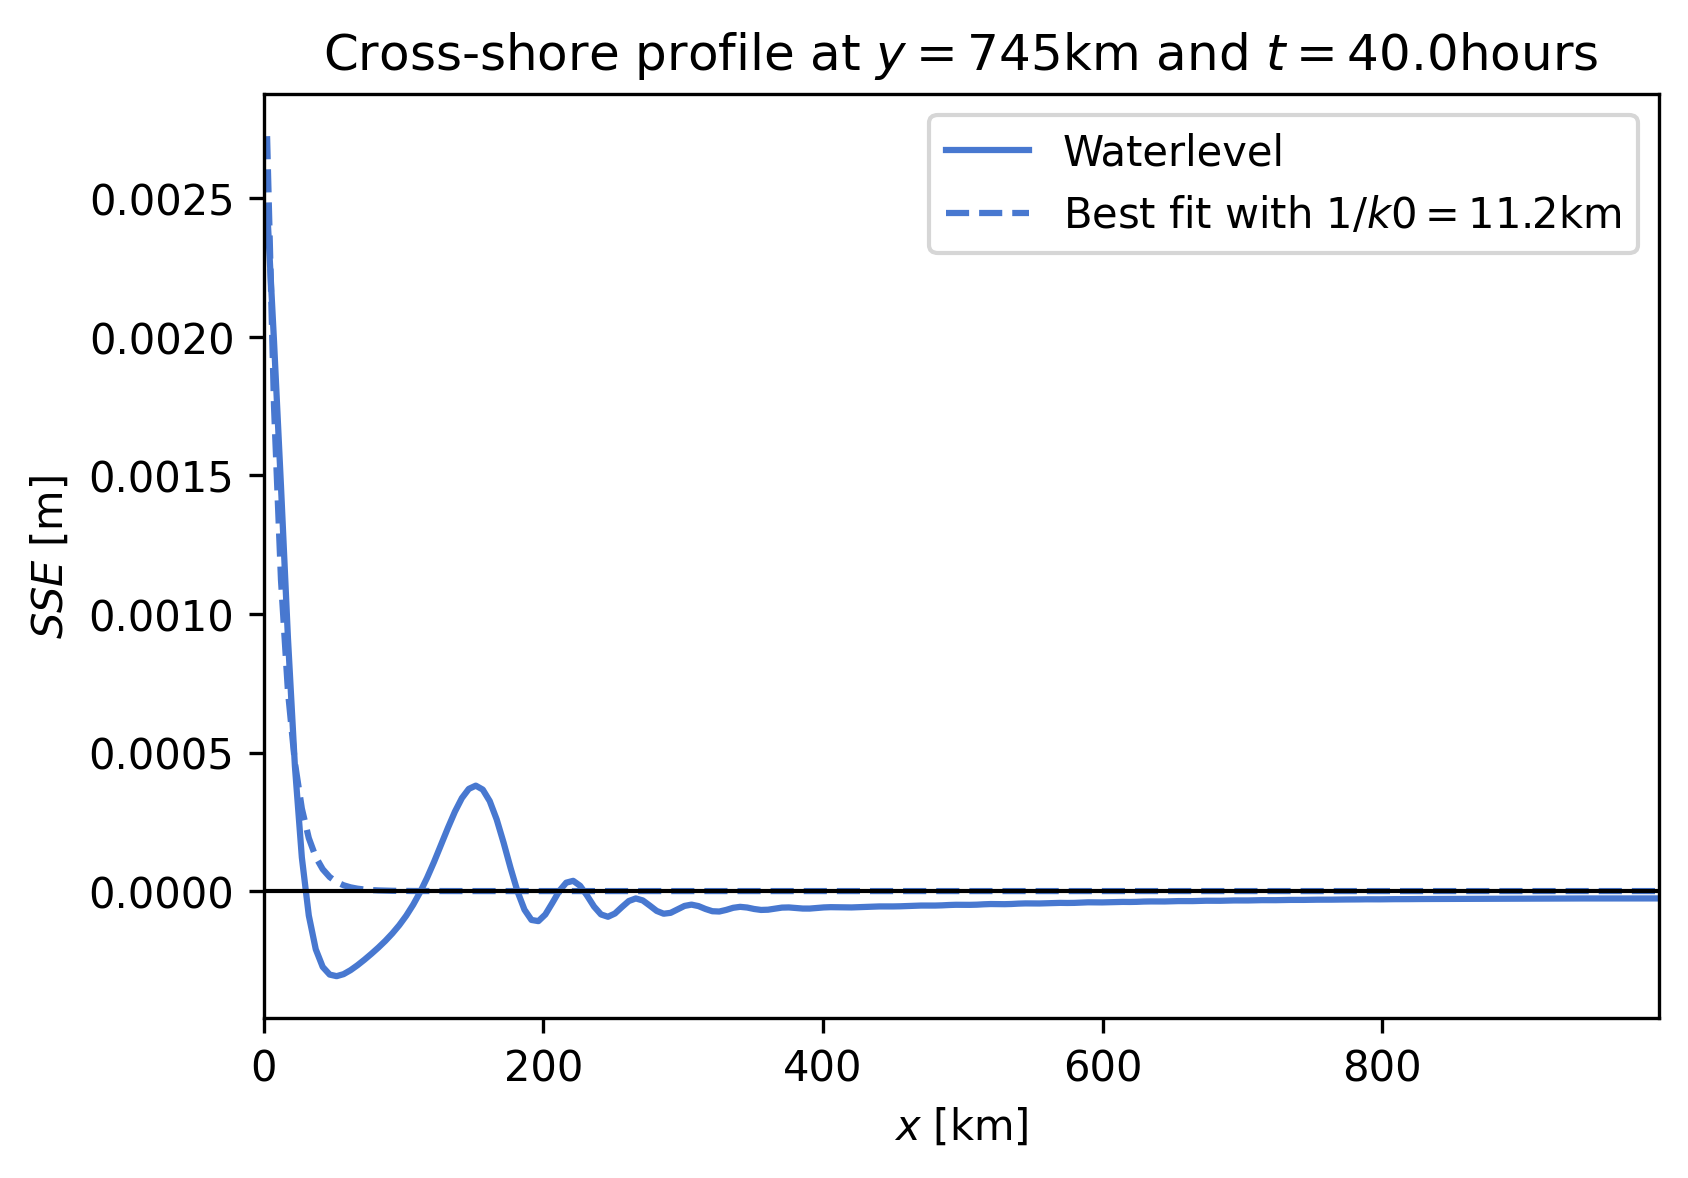 Cross-shore profile at y = 745km and t = 40.0hours
Waterlevel
Best fit with 1/k0 = 11.2km
0.0025
0.0020
0.0015
0.0010
0.0005
0.0000
SSE [m]
0 200 400 600 800
x [km]